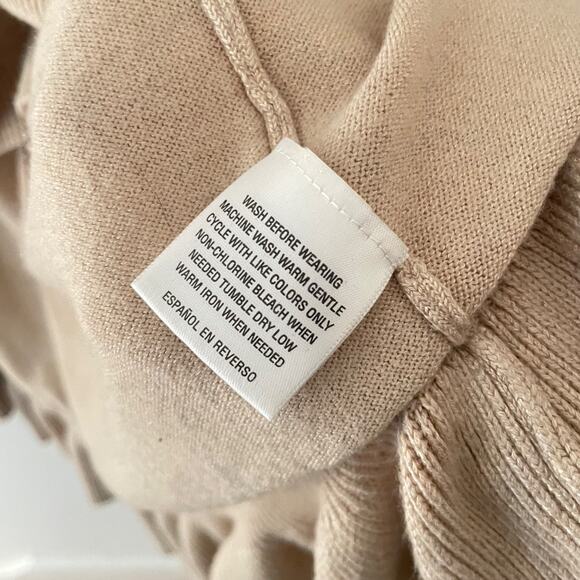 WASH BEFORE WEARING
MACHINE WASH WARM GENTLE
CYCLE WITH LIKE COLORS ONLY
NON-CHLORINE BLEACH WHEN
NEEDED TUMBLE DRY LOW
WARM IRON WHEN NEEDED
ESPAÑOL EN REVERSO